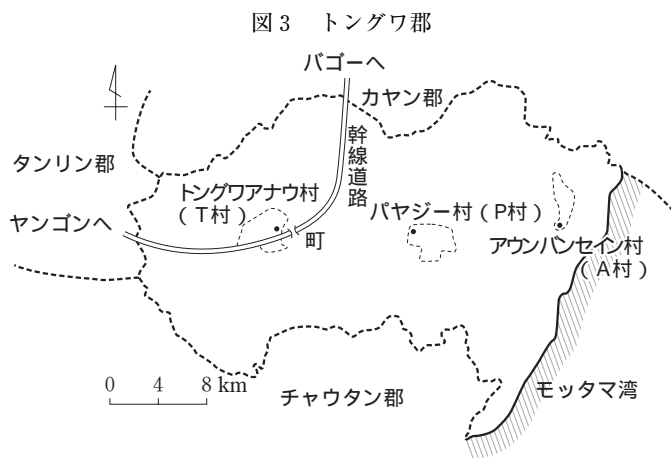 図3 トングワ郡
バゴーへ
カヤン郡
幹線道路
タンリン郡
トングワアナウ村
(T村)
ヤンゴンへ
町
パヤジー村(P村)
アウンバンセイン村
(A村)
0 4 8 km
チャウタン郡
モッタマ湾